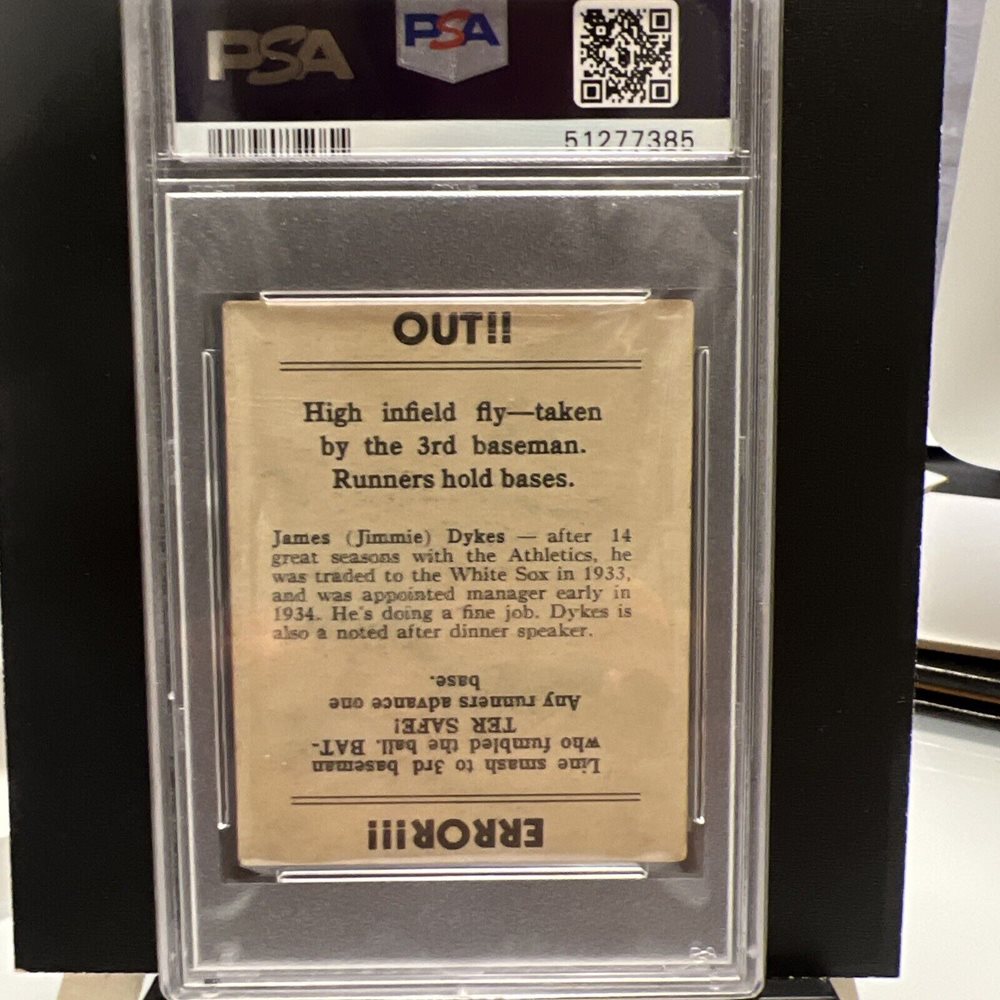 PSA
PSA
51277385
OUT!!
High infield fly—taken
by the 3rd baseman.
Runners hold bases.
James (Jimmie) Dykes — after 14
great seasons with the Athletics, he
was traded to the White Sox in 1933,
and was appointed manager early in
1934. He's doing a fine job. Dykes is
also a noted after dinner speaker.
ERROR!!!
Line smash to 3rd baseman
who fumbled the ball. BAT-
TER SAFE!
Any runners advance one
base.